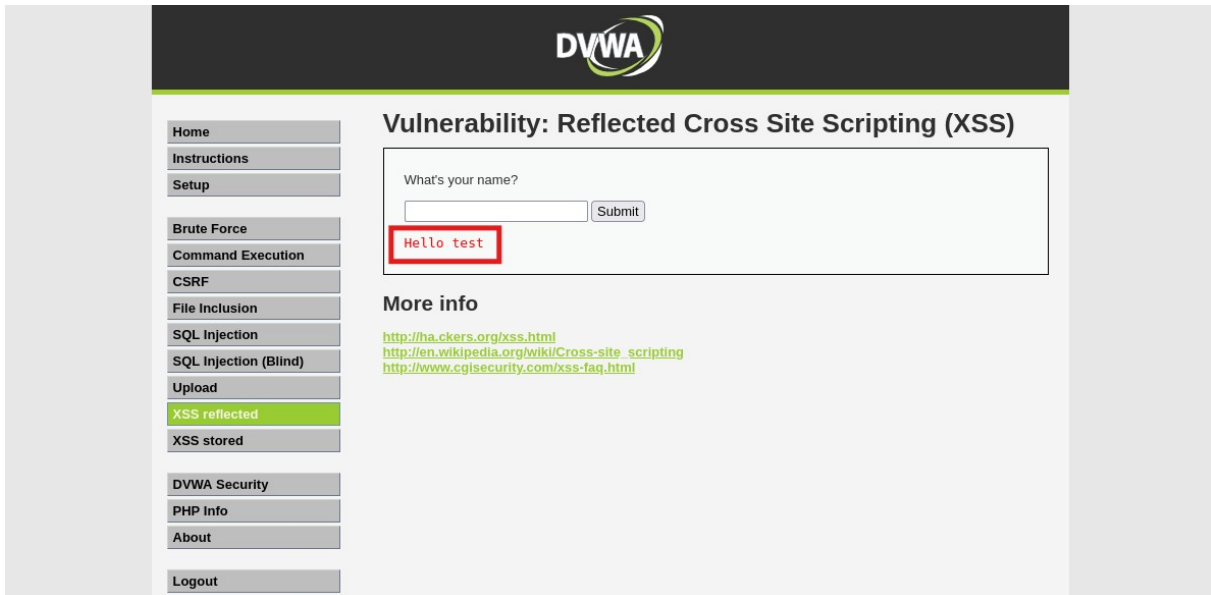 DVWA
Home
Instructions
Setup
Brute Force
Command Execution
CSRF
File Inclusion
SQL Injection
SQL Injection (Blind)
Upload
XSS reflected
XSS stored
DVWA Security
PHP Info
About
Logout
Vulnerability: Reflected Cross Site Scripting (XSS)
What's your name?
Submit
Hello test
More info
http://ha.ckers.org/xss.html
http://en.wikipedia.org/wiki/Cross-site_scripting
http://www.cgisecurity.com/xss-faq.html